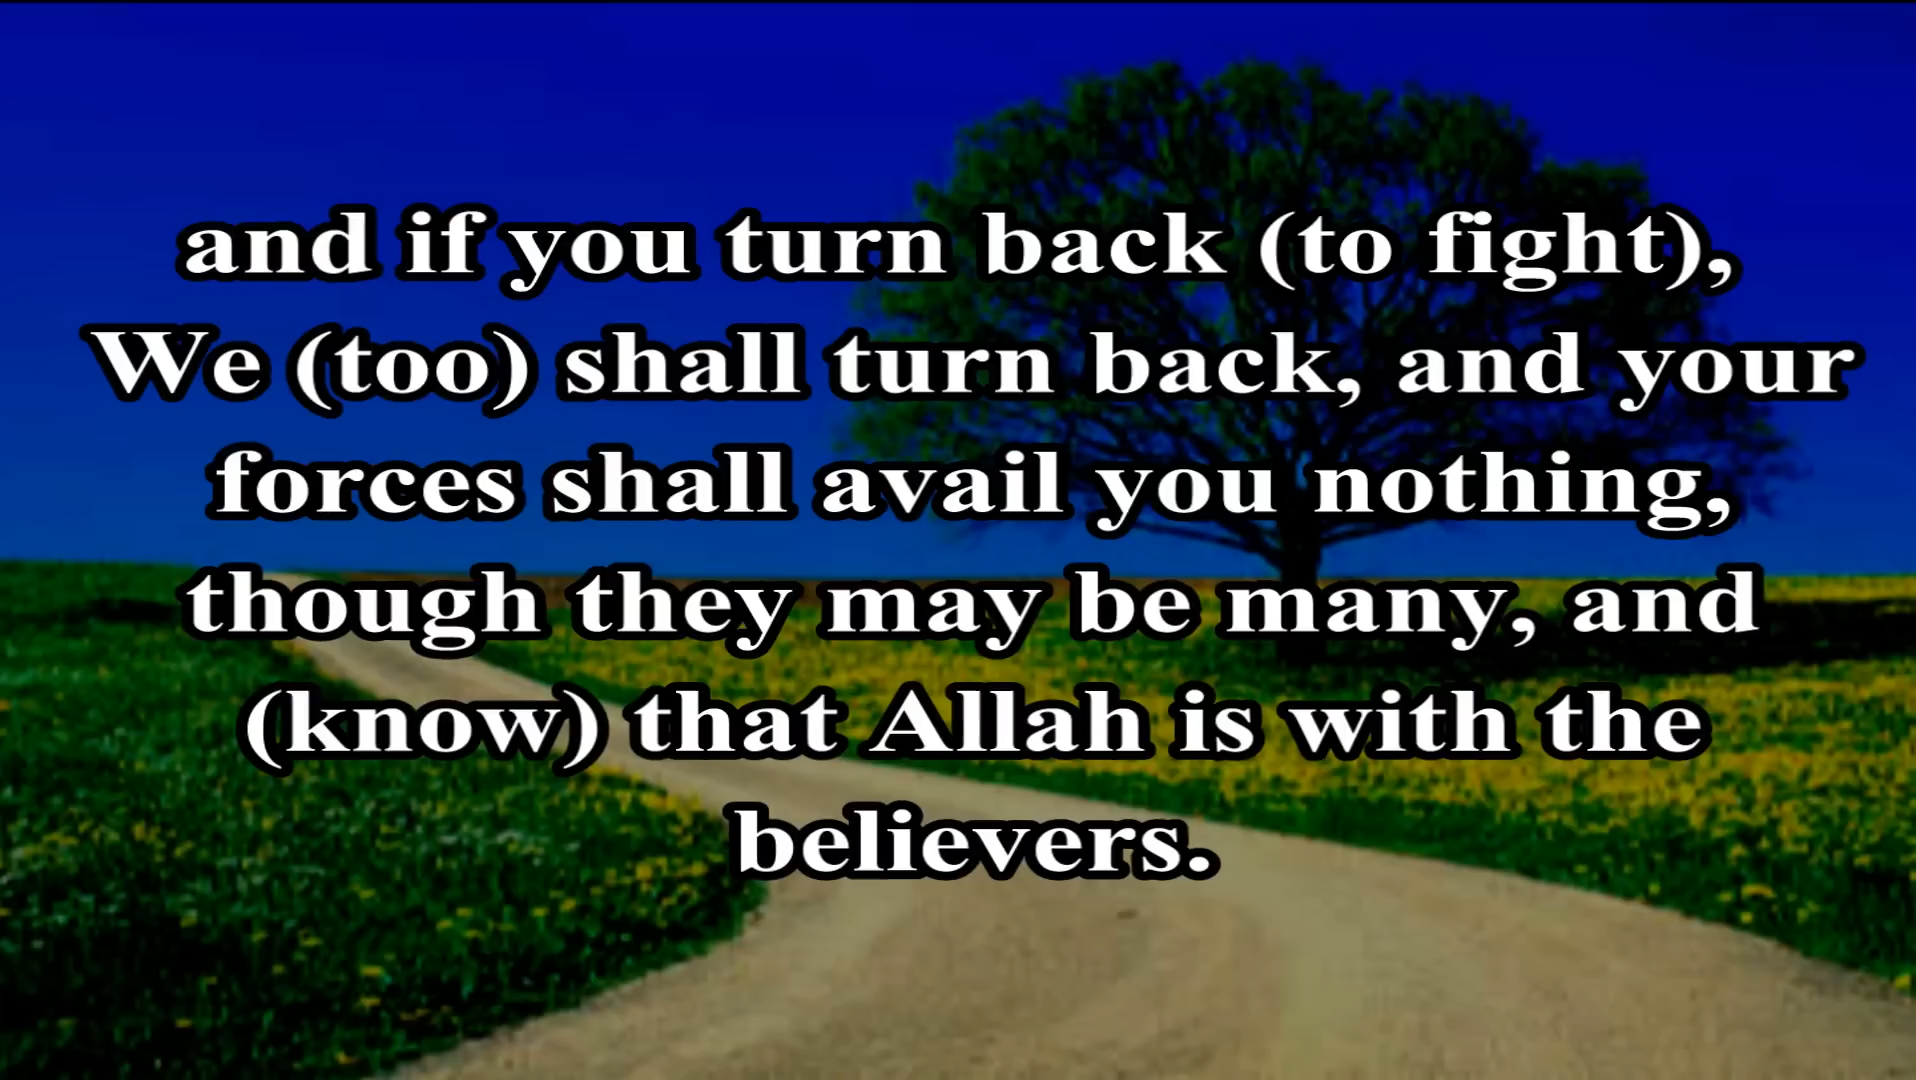 and if you turn back (to fight),
We (too) shall turn back, and your
forces shall avail you nothing,
though they may be many, and
(know) that Allah is with the
believers.